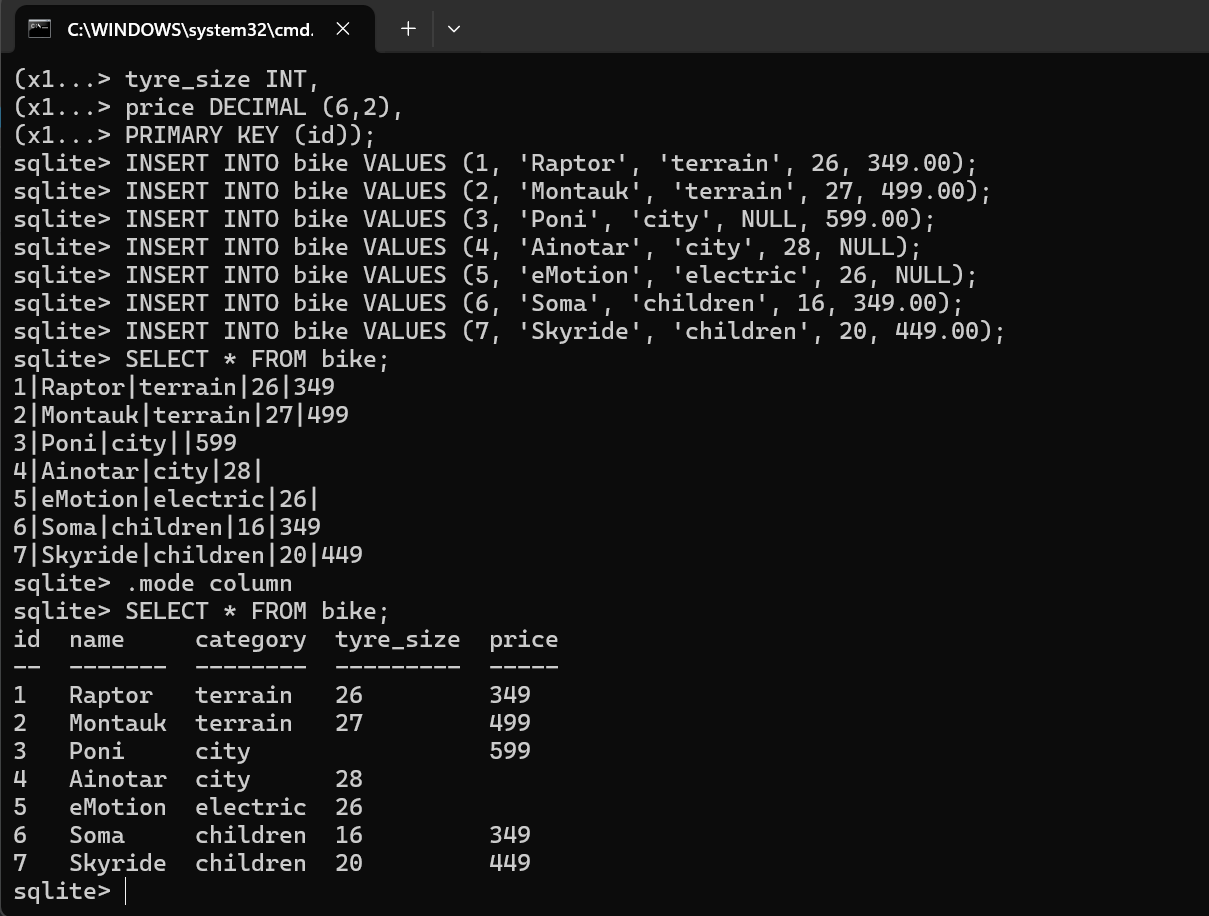 C:\WINDOWS\system32\cmd.
(x1...> tyre_size INT,
(x1...> price DECIMAL (6,2),
(x1...> PRIMARY KEY (id));
sqlite> INSERT INTO bike VALUES (1, 'Raptor', 'terrain', 26, 349.00);
sqlite> INSERT INTO bike VALUES (2, 'Montauk', 'terrain', 27, 499.00);
sqlite> INSERT INTO bike VALUES (3, 'Poni', 'city', NULL, 599.00);
sqlite> INSERT INTO bike VALUES (4, 'Ainotar', 'city', 28, NULL);
sqlite> INSERT INTO bike VALUES (5, 'eMotion', 'electric', 26, NULL);
sqlite> INSERT INTO bike VALUES (6, 'Soma', 'children', 16, 349.00);
sqlite> INSERT INTO bike VALUES (7, 'Skyride', 'children', 20, 449.00);
sqlite> SELECT * FROM bike;
1|Raptor|terrain|26|349
2|Montauk|terrain|27|499
3|Poni|city||599
4|Ainotar|city|28|
5|eMotion|electric|26|
6|Soma|children|16|349
7|Skyride|children|20|449
sqlite> .mode column
sqlite> SELECT * FROM bike;
id  name     category  tyre_size  price
--  -------  --------  ---------  -----
1   Raptor   terrain   26         349
2   Montauk  terrain   27         499
3   Poni     city                 599
4   Ainotar  city      28
5   eMotion  electric  26
6   Soma     children  16         349
7   Skyride  children  20         449
sqlite>